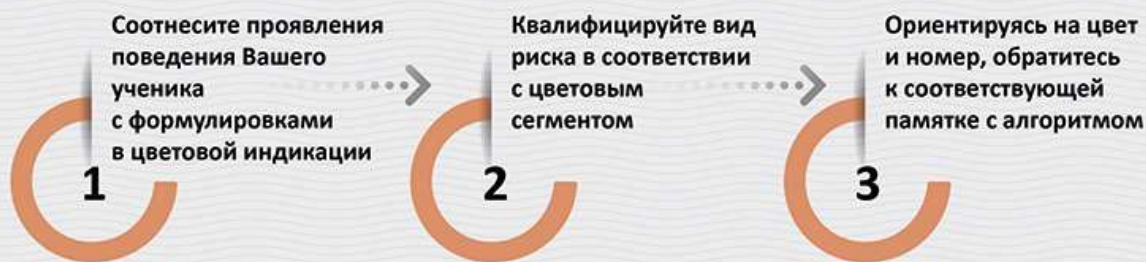 Соотнесите проявления
поведения Вашего
ученика
с формулировками
в цветовой индикации
1
Квалифицируйте вид
риска в соответствии
с цветовым
сегментом
2
Ориентируясь на цвет
и номер, обратитесь
к соответствующей
памятке с алгоритмом
3